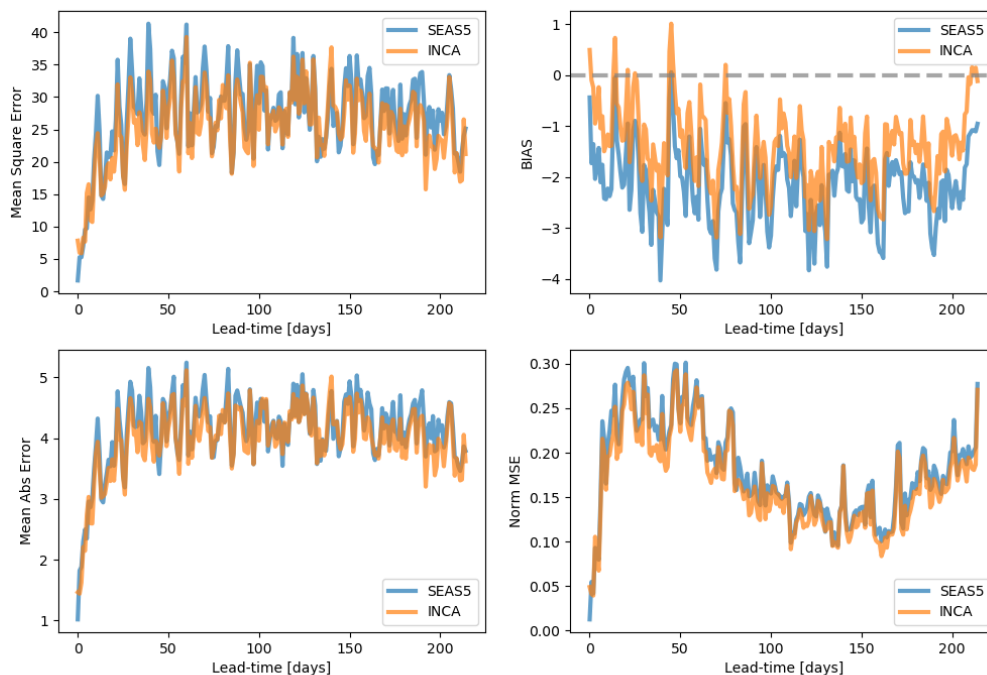 40
35
30
25
20
15
10
5
0
Mean Square Error
SEAS5
INCA
0 50 100 150 200
Lead-time [days]
1
0
−1
−2
−3
−4
BIAS
SEAS5
INCA
0 50 100 150 200
Lead-time [days]
5
4
3
2
1
Mean Abs Error
SEAS5
INCA
0 50 100 150 200
Lead-time [days]
0.30
0.25
0.20
0.15
0.10
0.05
0.00
Norm MSE
SEAS5
INCA
0 50 100 150 200
Lead-time [days]